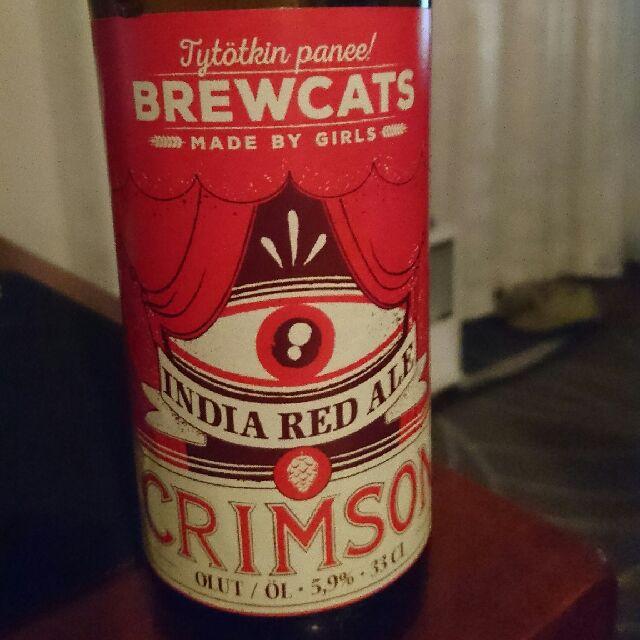 Tytötkin panee!
BREWCATS
MADE BY GIRLS
INDIA RED ALE
CRIMSON
OLUT / ÖL · 5,9% · 33 CL